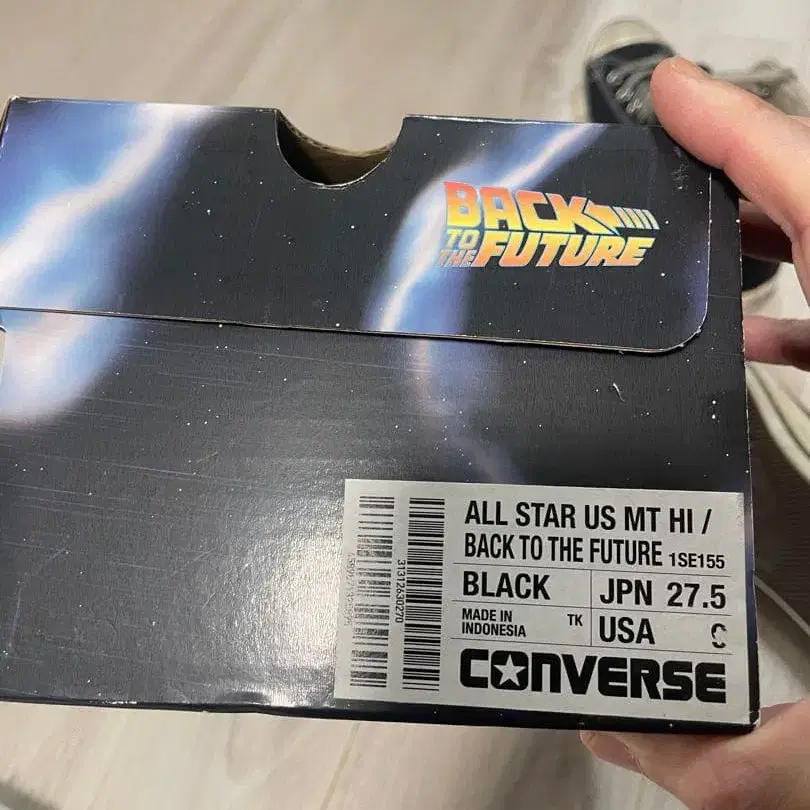 BACK
TO
THE FUTURE
ALL STAR US MT HI /
BACK TO THE FUTURE 1SE155
BLACK JPN 27.5
MADE IN
INDONESIA
TK
USA
CONVERSE
31312630270